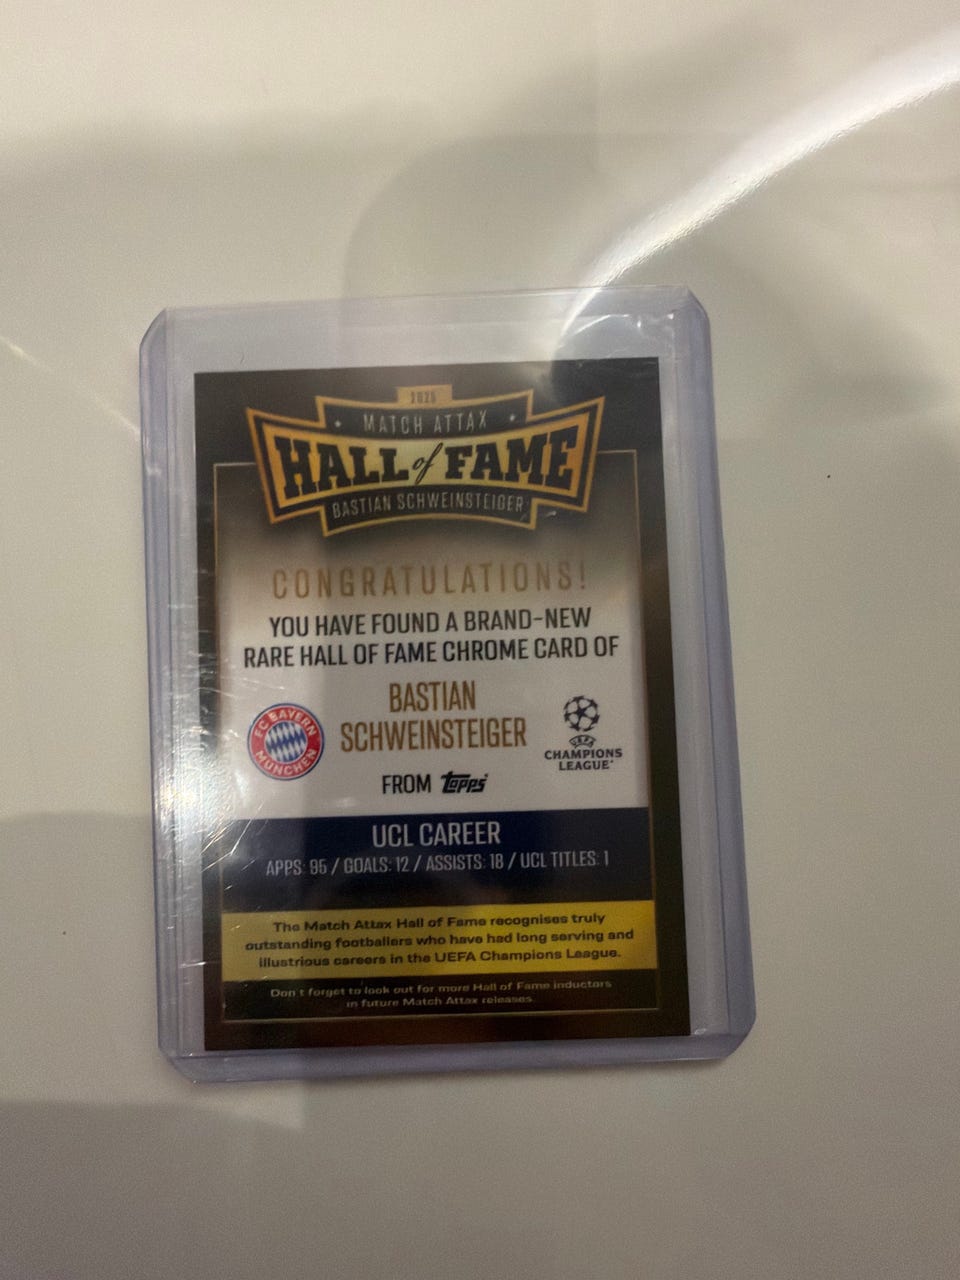 2025
MATCH ATTAX
HALL of FAME
BASTIAN SCHWEINSTEIGER
CONGRATULATIONS!
YOU HAVE FOUND A BRAND-NEW
RARE HALL OF FAME CHROME CARD OF
BASTIAN
SCHWEINSTEIGER
FC BAYERN
MÜNCHEN
UEFA
CHAMPIONS
LEAGUE®
FROM Topps®
UCL CAREER
APPS: 95 / GOALS: 12 / ASSISTS: 18 / UCL TITLES: 1
The Match Attax Hall of Fame recognises truly
outstanding footballers who have had long serving and
illustrious careers in the UEFA Champions League.
Don't forget to look out for more Hall of Fame inductors
in future Match Attax releases.